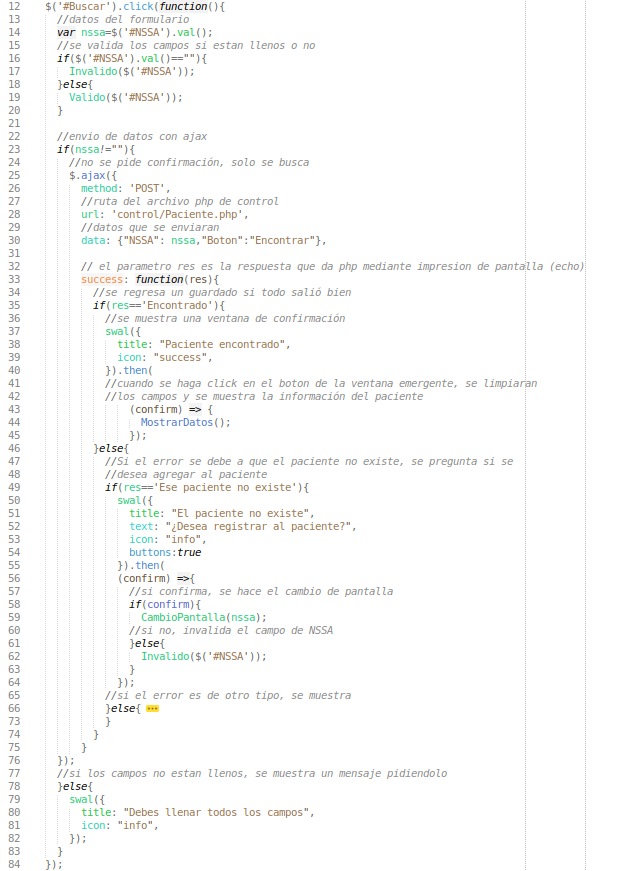 12 $('#Buscar').click(function(){
13 //datos del formulario
14 var nssa=$('#NSSA').val();
15 //se valida los campos si estan llenos o no
16 if($('#NSSA').val()==""){
17 Invalido($('#NSSA'));
18 }else{
19 Valido($('#NSSA'));
20 }
21
22 //envio de datos con ajax
23 if(nssa!=""){
24 //no se pide confirmación, solo se busca
25 $.ajax({
26 method: 'POST',
27 //ruta del archivo php de control
28 url: 'control/Paciente.php',
29 //datos que se enviaran
30 data: {"NSSA": nssa,"Boton":"Encontrar"},
31
32 // el parametro res es la respuesta que da php mediante impresion de pantalla (echo)
33 success: function(res){
34 //se regresa un guardado si todo salió bien
35 if(res=='Encontrado'){
36 //se muestra una ventana de confirmación
37 swal({
38 title: "Paciente encontrado",
39 icon: "success",
40 }).then(
41 //cuando se haga click en el boton de la ventana emergente, se limpiaran
42 //los campos y se muestra la información del paciente
43 (confirm) => {
44 MostrarDatos();
45 });
46 }else{
47 //Si el error se debe a que el paciente no existe, se pregunta si se
48 //desea agregar al paciente
49 if(res=='Ese paciente no existe'){
50 swal({
51 title: "El paciente no existe",
52 text: "¿Desea registrar al paciente?",
53 icon: "info",
54 buttons:true
55 }).then(
56 (confirm) =>{
57 //si confirma, se hace el cambio de pantalla
58 if(confirm){
59 CambioPantalla(nssa);
60 //si no, invalida el campo de NSSA
61 }else{
62 Invalido($('#NSSA'));
63 }
64 });
65 //si el error es de otro tipo, se muestra
66 }else{ •••
73 }
74 }
75 }
76 });
77 //si los campos no estan llenos, se muestra un mensaje pidiendolo
78 }else{
79 swal({
80 title: "Debes llenar todos los campos",
81 icon: "info",
82 });
83 }
84 });